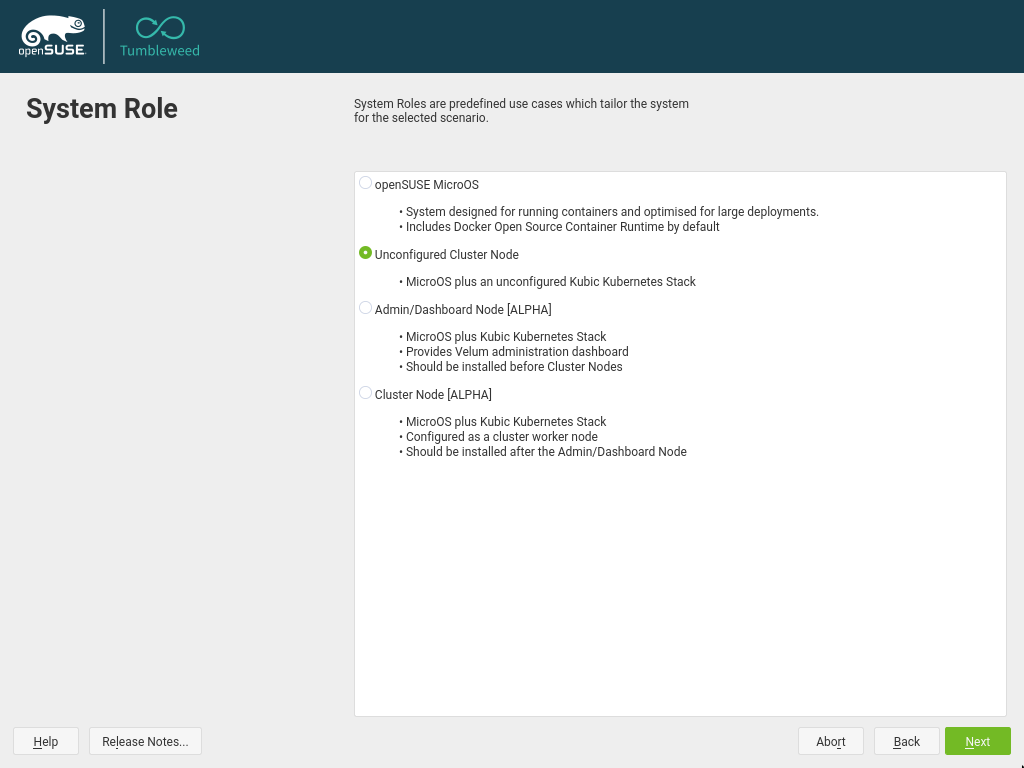 openSUSE
Tumbleweed
System Role
System Roles are predefined use cases which tailor the system
for the selected scenario.
openSUSE MicroOS
• System designed for running containers and optimised for large deployments.
• Includes Docker Open Source Container Runtime by default
Unconfigured Cluster Node
• MicroOS plus an unconfigured Kubic Kubernetes Stack
Admin/Dashboard Node [ALPHA]
• MicroOS plus Kubic Kubernetes Stack
• Provides Velum administration dashboard
• Should be installed before Cluster Nodes
Cluster Node [ALPHA]
• MicroOS plus Kubic Kubernetes Stack
• Configured as a cluster worker node
• Should be installed after the Admin/Dashboard Node
Help Release Notes... Abort Back Next